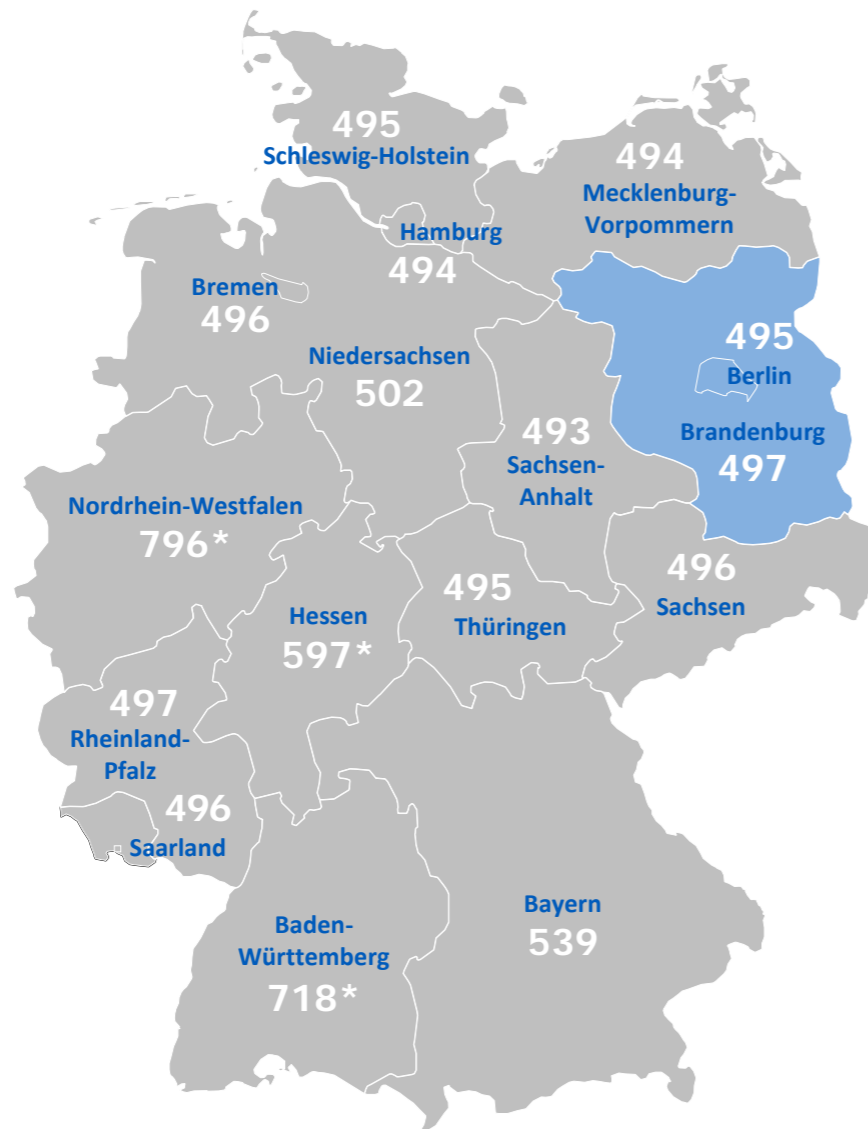 495
Schleswig-Holstein
494
Mecklenburg-
Vorpommern
Hamburg
494
Bremen
496
Niedersachsen
502
495
Berlin
Brandenburg
497
493
Sachsen-
Anhalt
Nordrhein-Westfalen
796*
Hessen
597*
495
Thüringen
496
Sachsen
497
Rheinland-
Pfalz
496
Saarland
Baden-
Württemberg
718*
Bayern
539